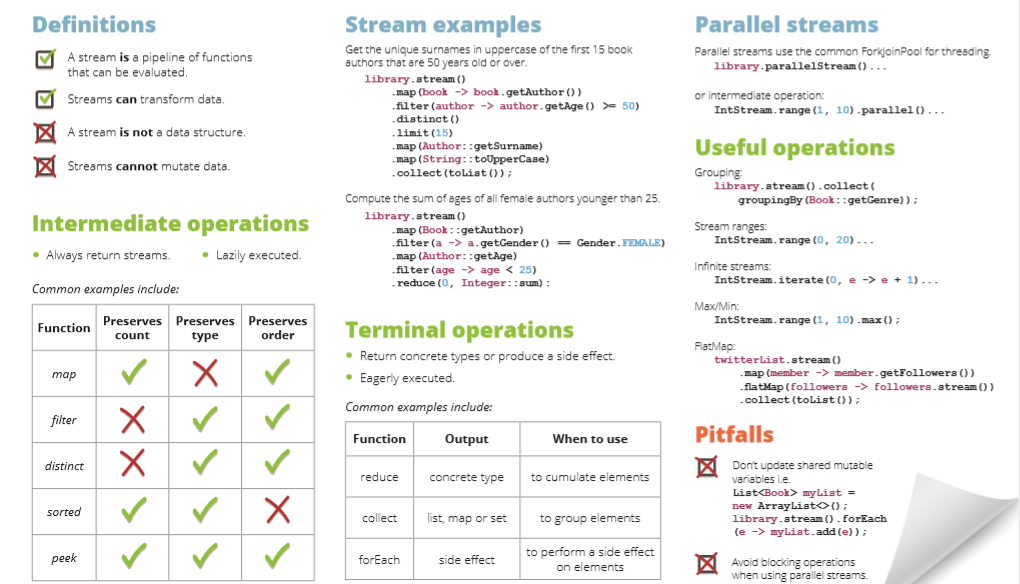 Definitions
A stream is a pipeline of functions
that can be evaluated.
Streams can transform data.
A stream is not a data structure.
Streams cannot mutate data.
Intermediate operations
Always return streams.
Lazily executed.
Common examples include:
Function Preserves count Preserves type Preserves order
map
filter
distinct
sorted
peek
Stream examples
Get the unique surnames in uppercase of the first 15 book
authors that are 50 years old or over.
library.stream()
.map(book -> book.getAuthor())
.filter(author -> author.getAge() >= 50)
.distinct()
.limit(15)
.map(Author::getSurname)
.map(String::toUpperCase)
.collect(toList());
Compute the sum of ages of all female authors younger than 25.
library.stream()
.map(Book::getAuthor)
.filter(a -> a.getGender() == Gender.FEMALE)
.map(Author::getAge)
.filter(age -> age < 25)
.reduce(0, Integer::sum):
Terminal operations
Return concrete types or produce a side effect.
Eagerly executed.
Common examples include:
Function Output When to use
reduce concrete type to cumulate elements
collect list, map or set to group elements
forEach side effect to perform a side effect
on elements
Parallel streams
Parallel streams use the common ForkJoinPool for threading.
library.parallelStream()...
or intermediate operation:
IntStream.range(1, 10).parallel()...
Useful operations
Grouping:
library.stream().collect(
groupingBy(Book::getGenre));
Stream ranges:
IntStream.range(0, 20)...
Infinite streams:
IntStream.iterate(0, e -> e + 1)...
Max/Min:
IntStream.range(1, 10).max();
FlatMap:
twitterList.stream()
.map(member -> member.getFollowers())
.flatMap(followers -> followers.stream())
.collect(toList());
Pitfalls
Don't update shared mutable
variables i.e.
List<Book> myList =
new ArrayList<>();
library.stream().forEach
(e -> myList.add(e));
Avoid blocking operations
when using parallel streams.